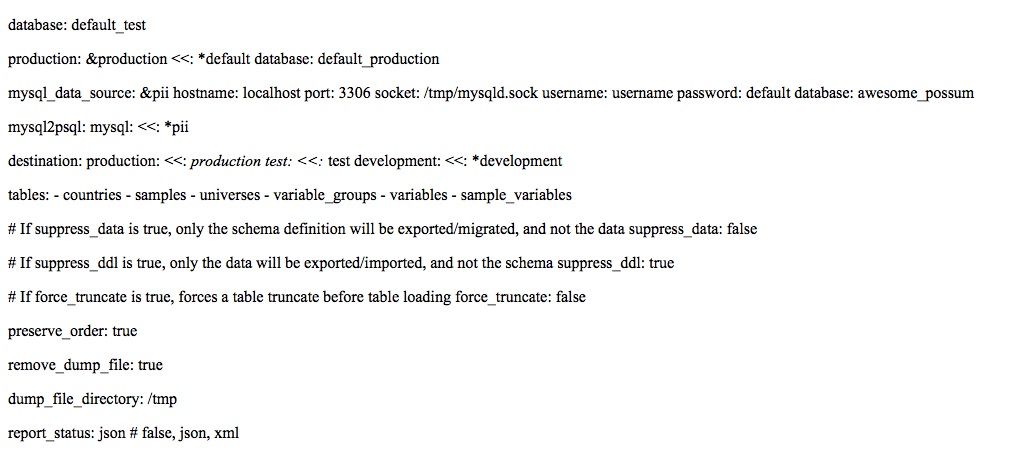 database: default_test
production: &production <<: *default database: default_production
mysql_data_source: &pii hostname: localhost port: 3306 socket: /tmp/mysqld.sock username: username password: default database: awesome_possum
mysql2psql: mysql: <<: *pii
destination: production: <<: production test: <<: test development: <<: *development
tables: - countries - samples - universes - variable_groups - variables - sample_variables
# If suppress_data is true, only the schema definition will be exported/migrated, and not the data suppress_data: false
# If suppress_ddl is true, only the data will be exported/imported, and not the schema suppress_ddl: true
# If force_truncate is true, forces a table truncate before table loading force_truncate: false
preserve_order: true
remove_dump_file: true
dump_file_directory: /tmp
report_status: json # false, json, xml